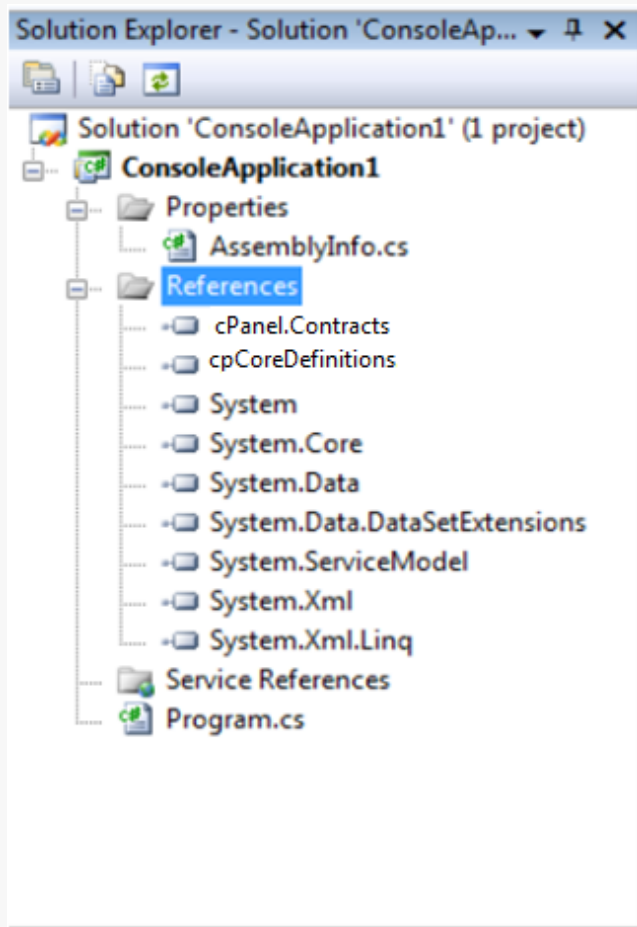 Solution Explorer - Solution 'ConsoleAp...
Solution 'ConsoleApplication1' (1 project)
ConsoleApplication1
Properties
AssemblyInfo.cs
References
cPanel.Contracts
cpCoreDefinitions
System
System.Core
System.Data
System.Data.DataSetExtensions
System.ServiceModel
System.Xml
System.Xml.Linq
Service References
Program.cs